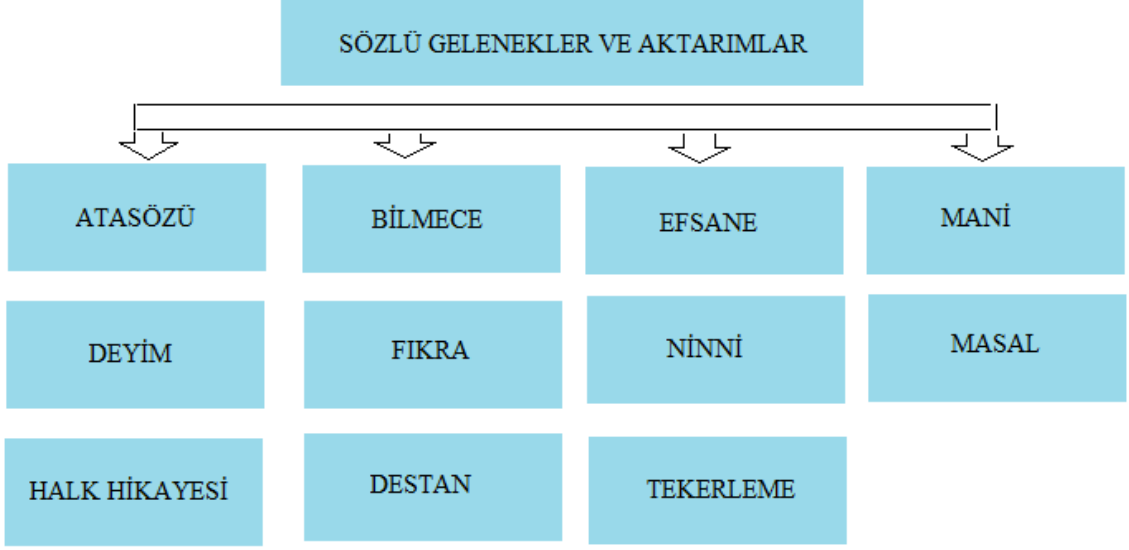 SÖZLÜ GELENEKLER VE AKTARIMLAR
ATASÖZÜ
BİLMECE
EFSANE
MANİ
DEYİM
FIKRA
NİNNİ
MASAL
HALK HİKAYESİ
DESTAN
TEKERLEME